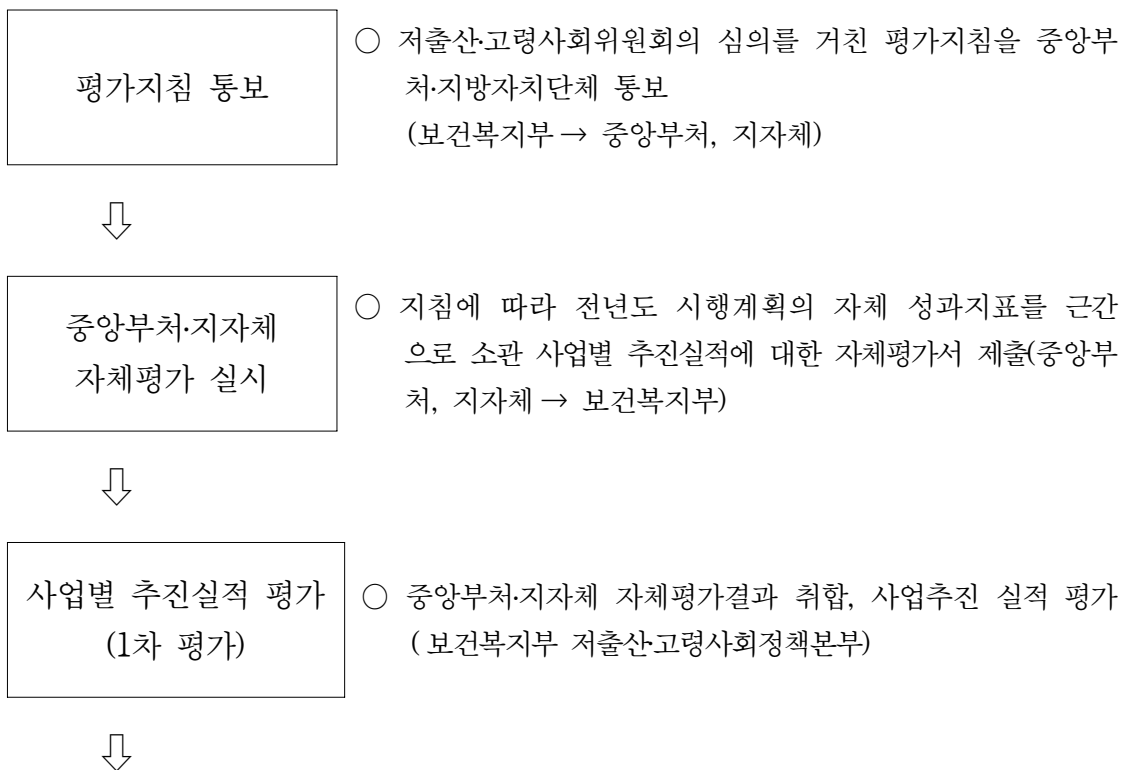 평가지침 통보
○ 저출산·고령사회위원회의 심의를 거친 평가지침을 중앙부
처·지방자치단체 통보
(보건복지부 → 중앙부처, 지자체)
⇩
중앙부처·지자체
자체평가 실시
○ 지침에 따라 전년도 시행계획의 자체 성과지표를 근간
으로 소관 사업별 추진실적에 대한 자체평가서 제출(중앙부
처, 지자체 → 보건복지부)
⇩
사업별 추진실적 평가
(1차 평가)
○ 중앙부처·지자체 자체평가결과 취합, 사업추진 실적 평가
( 보건복지부 저출산·고령사회정책본부)
⇩